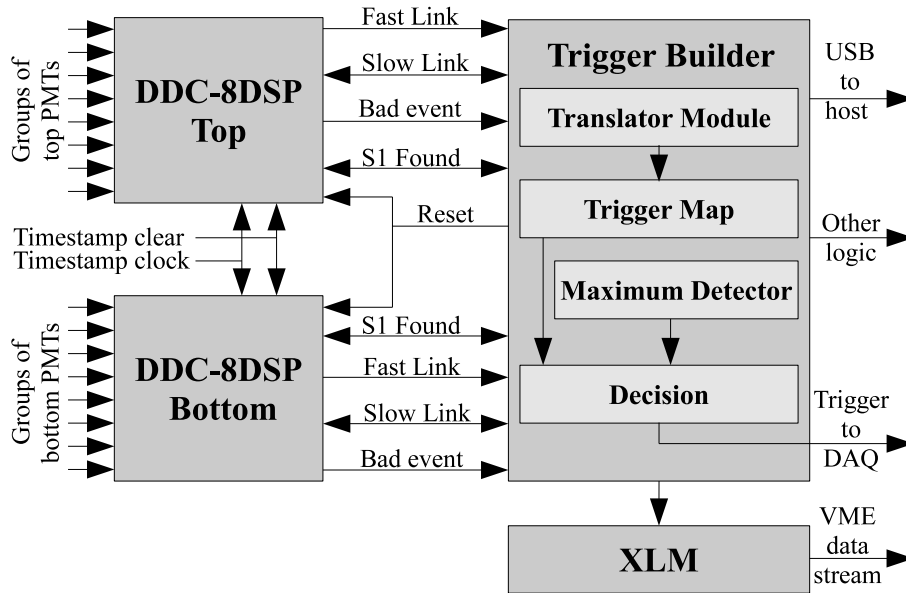 Groups of
top PMTs
DDC-8DSP
Top
Fast Link
Slow Link
Bad event
S1 Found
Reset
Timestamp clear
Timestamp clock
Groups of
bottom PMTs
DDC-8DSP
Bottom
S1 Found
Fast Link
Slow Link
Bad event
Trigger Builder
Translator Module
Trigger Map
Maximum Detector
Decision
XLM
USB
to
host
Other
logic
Trigger
to
DAQ
VME
data
stream